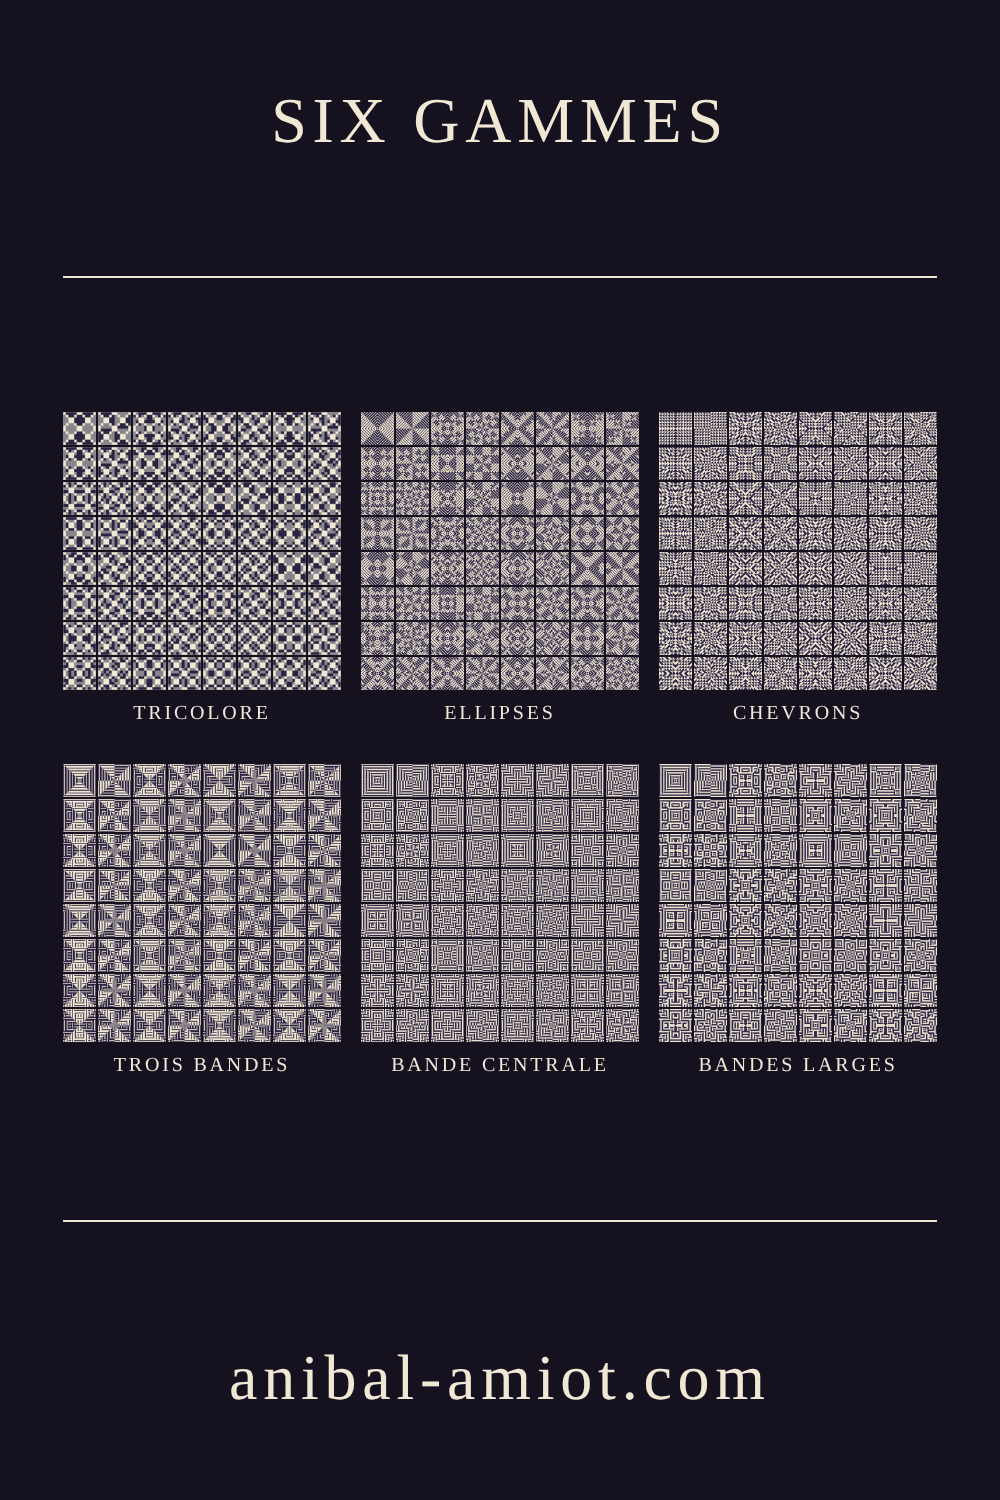 SIX GAMMES
TRICOLORE
ELLIPSES
CHEVRONS
TROIS BANDES
BANDE CENTRALE
BANDES LARGES
anibal-amiot.com